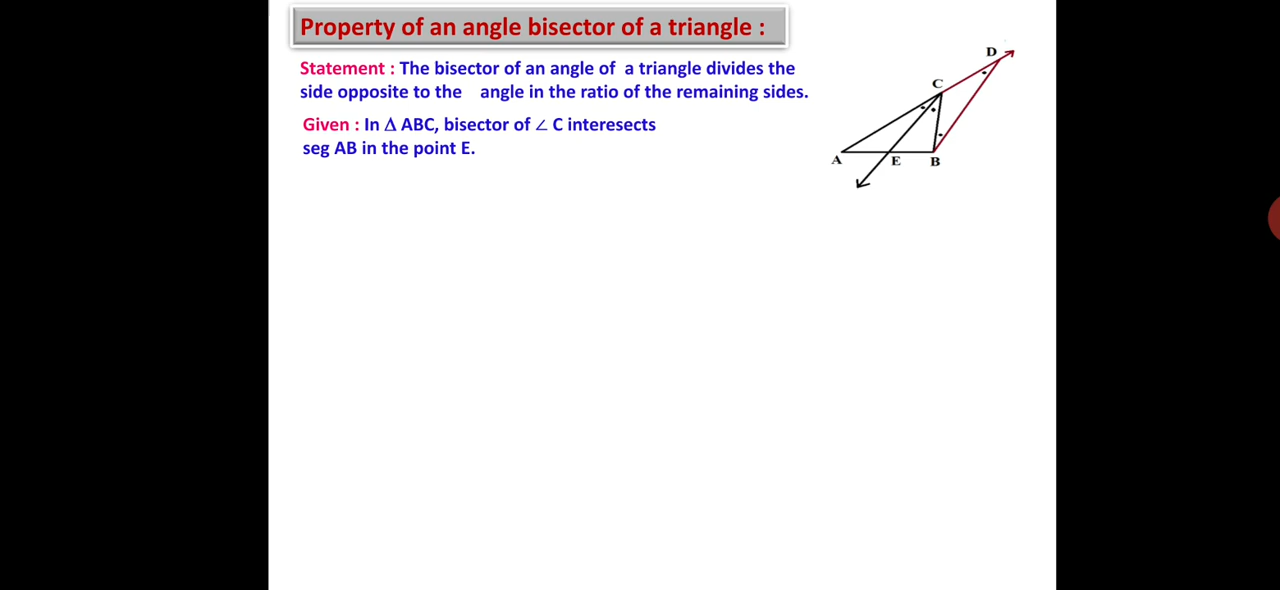 Property of an angle bisector of a triangle :
Statement : The bisector of an angle of a triangle divides the
side opposite to the angle in the ratio of the remaining sides.
Given : In Δ ABC, bisector of ∠ C interesects
seg AB in the point E.
D
C
A
E
B